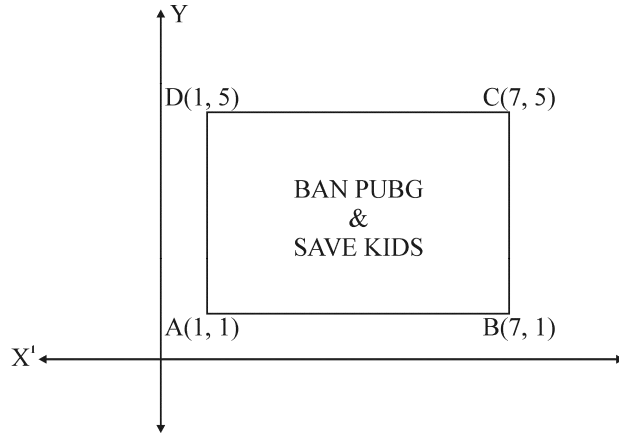 Y
D(1, 5) C(7, 5)
BAN PUBG
&
SAVE KIDS
A(1, 1) B(7, 1)
X'